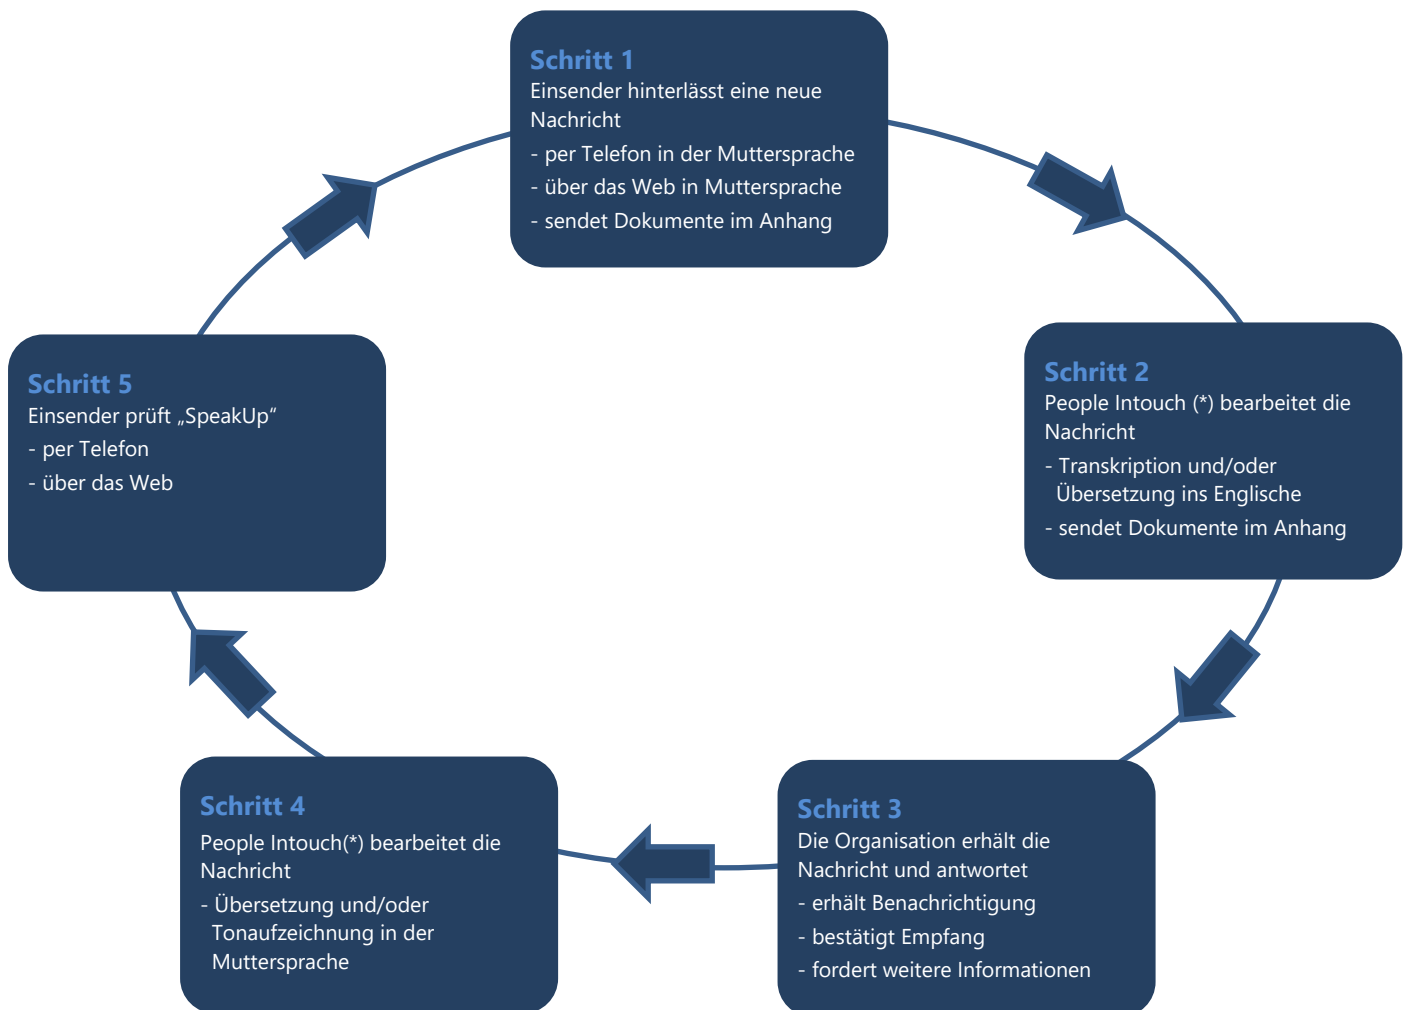 Schritt 1
Einsender hinterlässt eine neue
Nachricht
- per Telefon in der Muttersprache
- über das Web in Muttersprache
- sendet Dokumente im Anhang
Schritt 2
People Intouch (*) bearbeitet die
Nachricht
- Transkription und/oder
Übersetzung ins Englische
- sendet Dokumente im Anhang
Schritt 3
Die Organisation erhält die
Nachricht und antwortet
- erhält Benachrichtigung
- bestätigt Empfang
- fordert weitere Informationen
Schritt 4
People Intouch(*) bearbeitet die
Nachricht
- Übersetzung und/oder
Tonaufzeichnung in der
Muttersprache
Schritt 5
Einsender prüft „SpeakUp“
- per Telefon
- über das Web